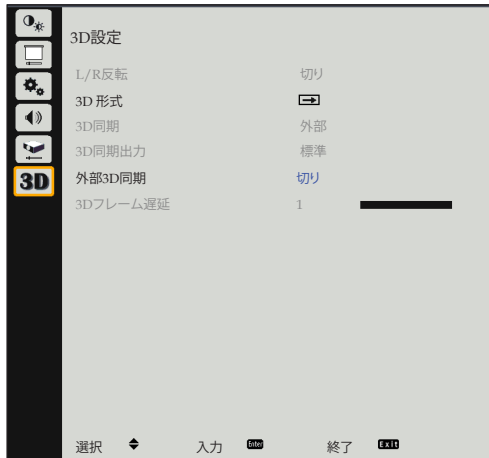 3D設定
L/R反転 切り
3D 形式
3D同期 外部
3D同期出力 標準
3D
外部3D同期 切り
3Dフレーム遅延 1
選択 入力 Enter 終了 Exit